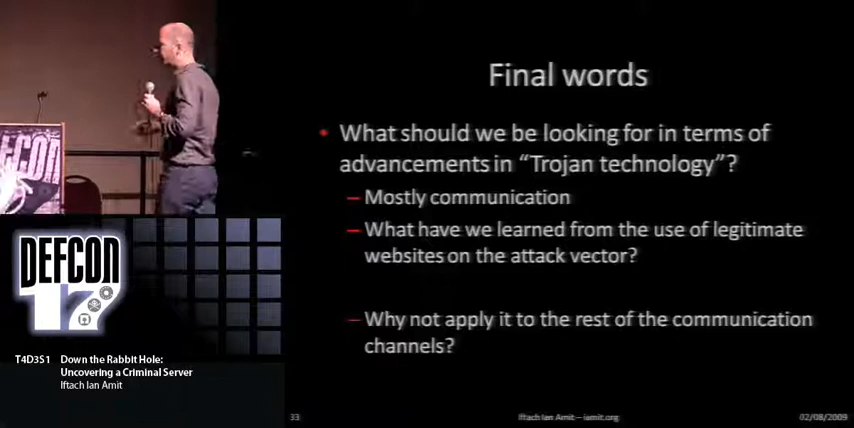 Final words
• What should we be looking for in terms of
advancements in “Trojan technology”?
– Mostly communication
– What have we learned from the use of legitimate
websites on the attack vector?
– Why not apply it to the rest of the communication
channels?
33
Iftach Ian Amit – iamit.org
02/08/2009
DEFCON
DEFCON
17
T4D3S1 Down the Rabbit Hole:
Uncovering a Criminal Server
Iftach Ian Amit